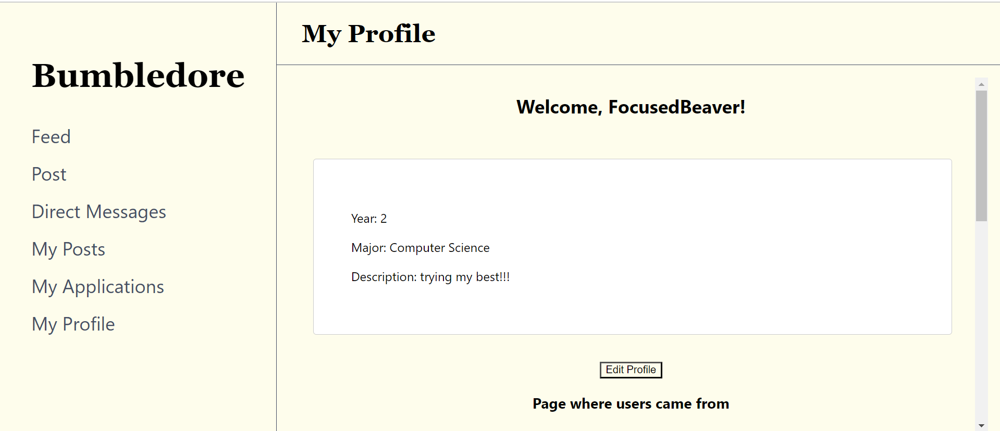 Bumbledore
Feed
Post
Direct Messages
My Posts
My Applications
My Profile
My Profile
Welcome, FocusedBeaver!
Year: 2
Major: Computer Science
Description: trying my best!!!
Edit Profile
Page where users came from